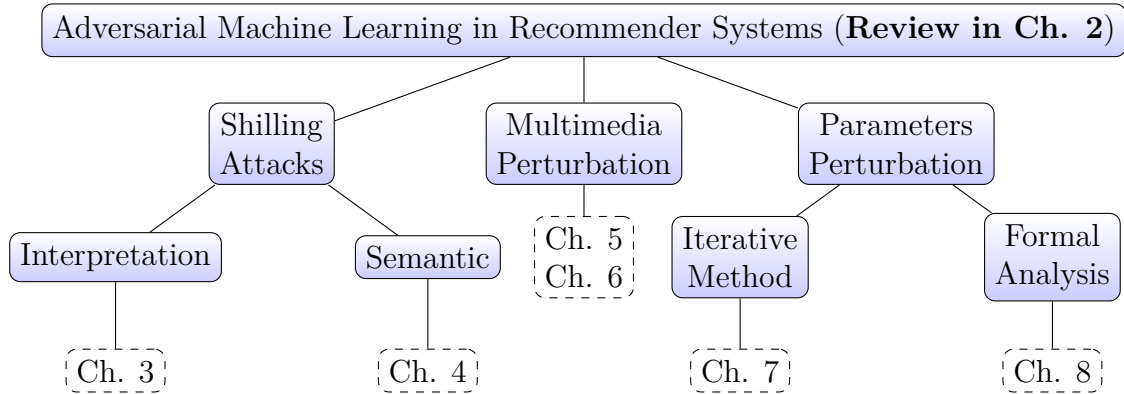 Adversarial Machine Learning in Recommender Systems (Review in Ch. 2)
Shilling
Attacks
Multimedia
Perturbation
Parameters
Perturbation
Interpretation
Semantic
Ch. 5
Ch. 6
Iterative
Method
Formal
Analysis
Ch. 3
Ch. 4
Ch. 7
Ch. 8